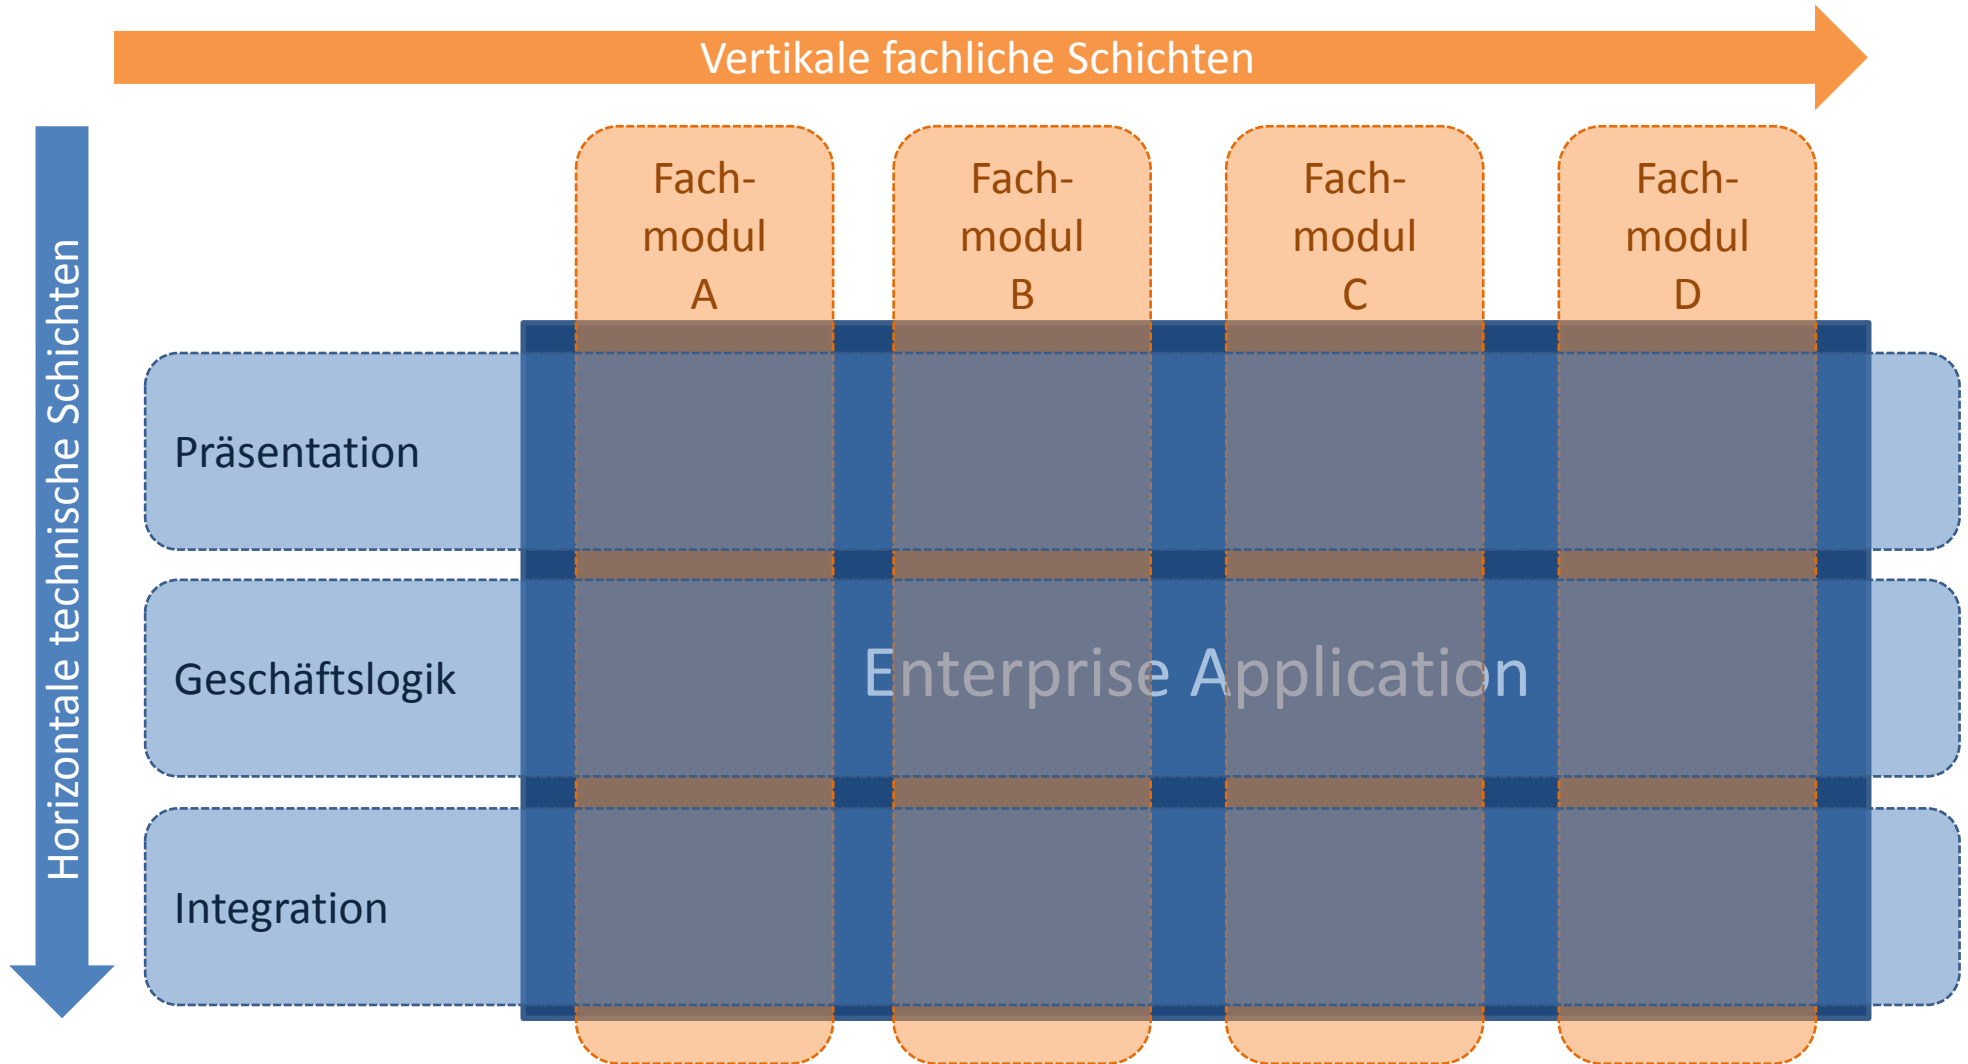 Vertikale fachliche Schichten
Horizontale technische Schichten
Fach-
modul
A
Fach-
modul
B
Fach-
modul
C
Fach-
modul
D
Präsentation
Geschäftslogik
Enterprise Application
Integration